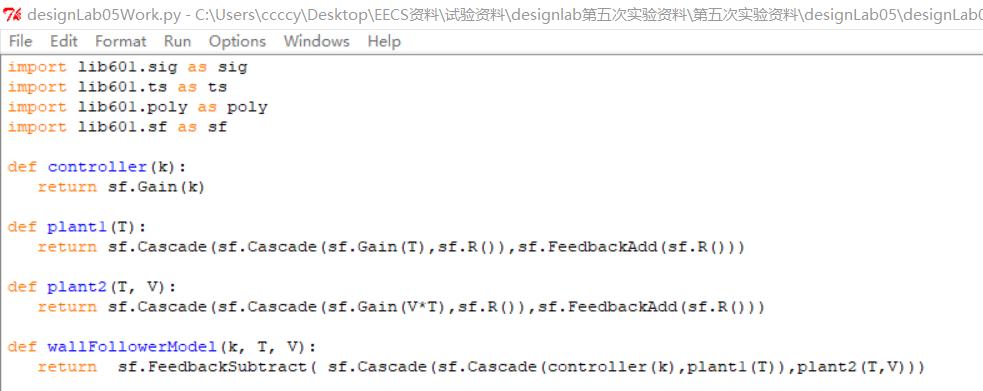 designLab05Work.py - C:\Users\ccccy\Desktop\EECS资料\试验资料\designlab第五次实验资料\第五次实验资料\designLab05\designLab0
File Edit Format Run Options Windows Help
import lib601.sig as sig
import lib601.ts as ts
import lib601.poly as poly
import lib601.sf as sf

def controller(k):
   return sf.Gain(k)

def plant1(T):
   return sf.Cascade(sf.Cascade(sf.Gain(T),sf.R()),sf.FeedbackAdd(sf.R()))

def plant2(T, V):
   return sf.Cascade(sf.Cascade(sf.Gain(V*T),sf.R()),sf.FeedbackAdd(sf.R()))

def wallFollowerModel(k, T, V):
   return  sf.FeedbackSubtract( sf.Cascade(sf.Cascade(controller(k),plant1(T)),plant2(T,V)))